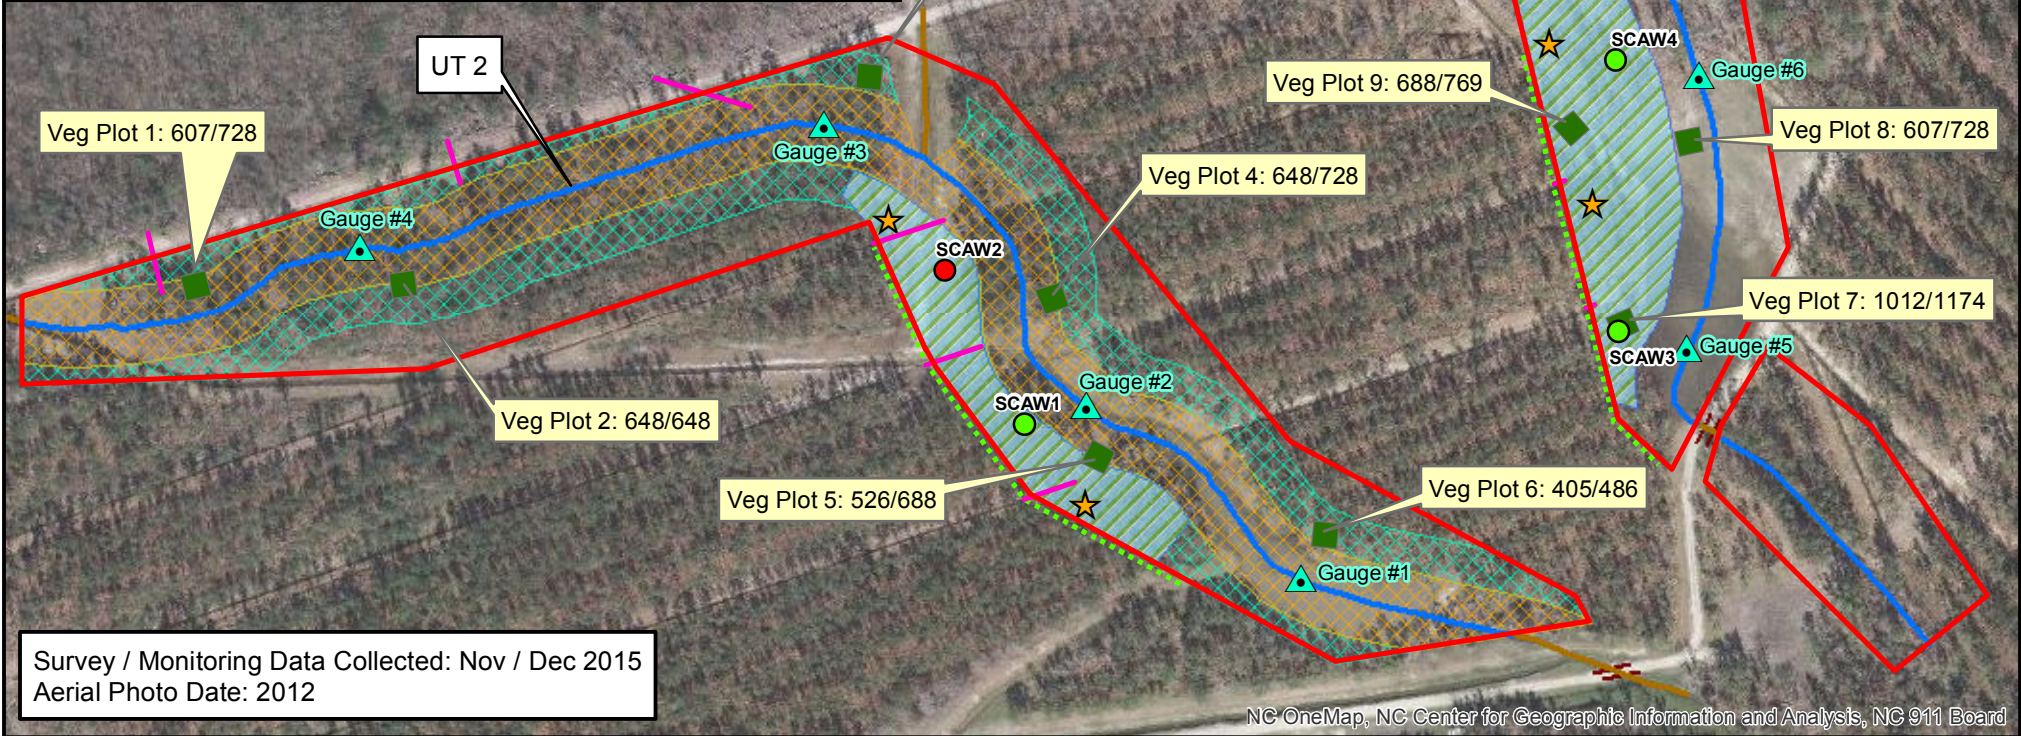 SCAW4
UT 2
Gauge #6
Veg Plot 9: 688/769
Veg Plot 1: 607/728
Veg Plot 8: 607/728
Gauge #3
Veg Plot 4: 648/728
Gauge #4
SCAW2
Veg Plot 7: 1012/1174
Gauge #5
SCAW3
Gauge #2
SCAW1
Veg Plot 2: 648/648
Veg Plot 6: 405/486
Veg Plot 5: 526/688
Gauge #1
Survey / Monitoring Data Collected: Nov / Dec 2015
Aerial Photo Date: 2012
NC OneMap, NC Center for Geographic Information and Analysis, NC 911 Board